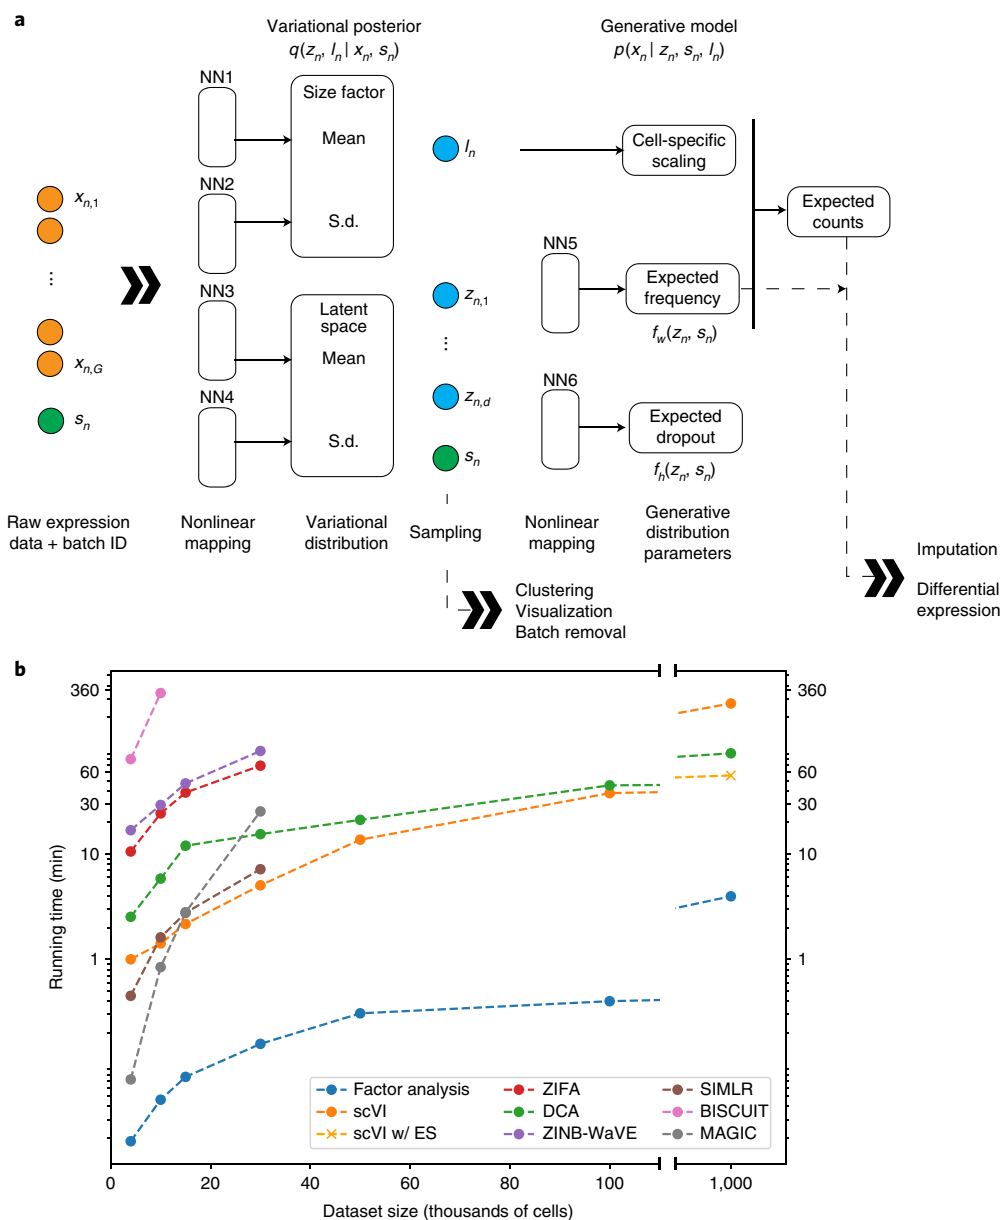 a
Variational posterior
q(zₙ, lₙ | xₙ, sₙ)
Generative model
p(xₙ | zₙ, sₙ, lₙ)
NN1
Size factor
Mean
NN2
S.d.
NN3
Latent
space
Mean
NN4
S.d.
xₙ,₁
...
xₙ,G
sₙ
lₙ
zₙ,₁
...
zₙ,d
sₙ
Cell-specific
scaling
NN5
Expected
frequency
f_w(zₙ, sₙ)
NN6
Expected
dropout
f_h(zₙ, sₙ)
Expected
counts
Raw expression
data + batch ID
Nonlinear
mapping
Variational
distribution
Sampling
Nonlinear
mapping
Generative
distribution
parameters
Clustering
Visualization
Batch removal
Imputation
Differential
expression
b
Running time (min)
360
60
30
10
1
360
60
30
10
1
0
20
40
60
80
100
1,000
Dataset size (thousands of cells)
Factor analysis
scVI
scVI w/ ES
ZIFA
DCA
ZINB-WaVE
SIMLR
BISCUIT
MAGIC